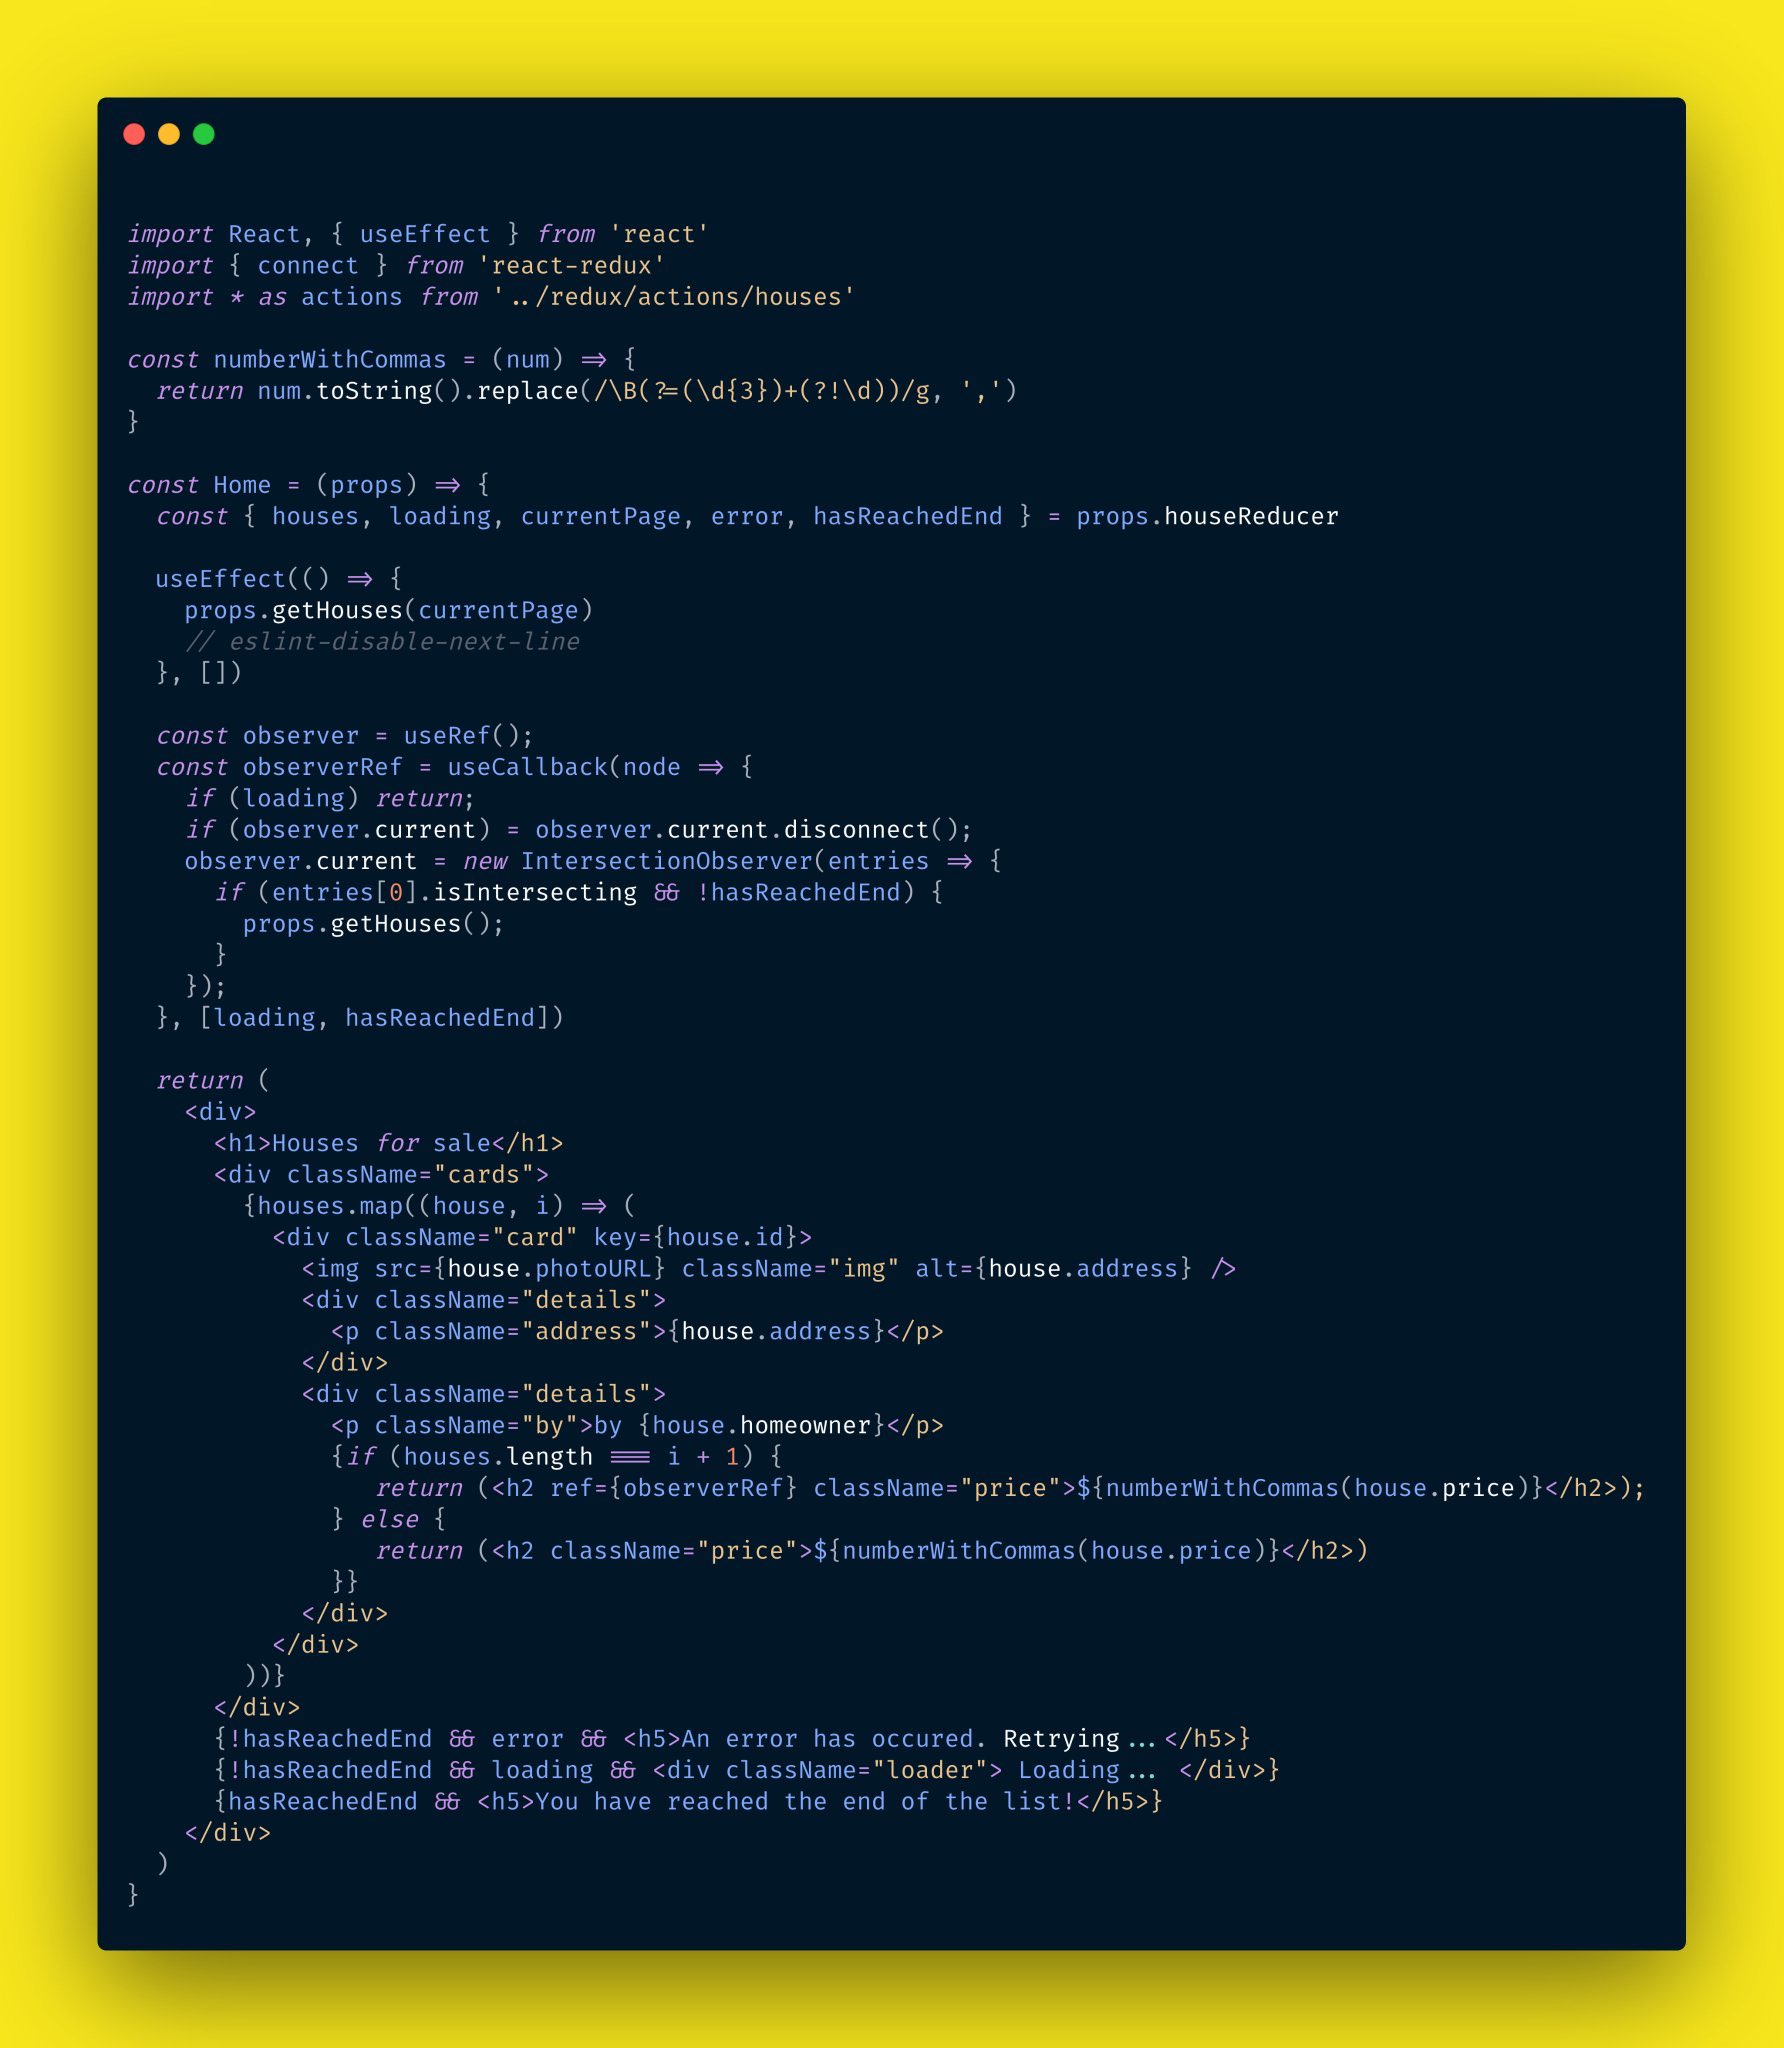 import React, { useEffect } from 'react'
import { connect } from 'react-redux'
import * as actions from '../redux/actions/houses'

const numberWithCommas = (num) => {
  return num.toString().replace(/\B(?=(\d{3})+(?!\d))/g, ',')
}

const Home = (props) => {
  const { houses, loading, currentPage, error, hasReachedEnd } = props.houseReducer

  useEffect(() => {
    props.getHouses(currentPage)
    // eslint-disable-next-line
  }, [])

  const observer = useRef();
  const observerRef = useCallback(node => {
    if (loading) return;
    if (observer.current) = observer.current.disconnect();
    observer.current = new IntersectionObserver(entries => {
      if (entries[0].isIntersecting && !hasReachedEnd) {
        props.getHouses();
      }
    });
  }, [loading, hasReachedEnd])

  return (
    <div>
      <h1>Houses for sale</h1>
      <div className="cards">
        {houses.map((house, i) => (
          <div className="card" key={house.id}>
            <img src={house.photoURL} className="img" alt={house.address} />
            <div className="details">
              <p className="address">{house.address}</p>
            </div>
            <div className="details">
              <p className="by">by {house.homeowner}</p>
              {if (houses.length === i + 1) {
                 return (<h2 ref={observerRef} className="price">${numberWithCommas(house.price)}</h2>);
              } else {
                 return (<h2 className="price">${numberWithCommas(house.price)}</h2>)
              }}
            </div>
          </div>
        ))}
      </div>
      {!hasReachedEnd && error && <h5>An error has occured. Retrying...</h5>}
      {!hasReachedEnd && loading && <div className="loader"> Loading... </div>}
      {hasReachedEnd && <h5>You have reached the end of the list!</h5>}
    </div>
  )
}